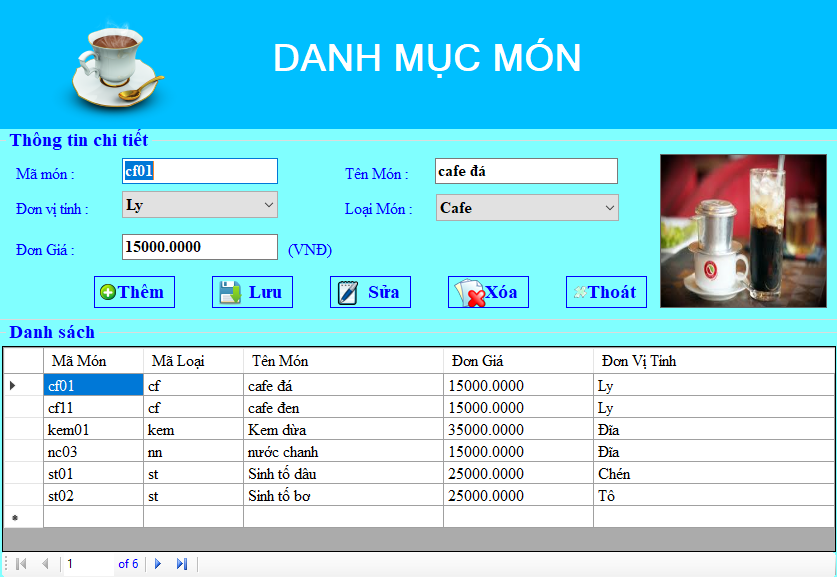 DANH MỤC MÓN
Thông tin chi tiết
Mã món : cf01 Tên Món : cafe đá
Đơn vị tính : Ly Loại Món : Cafe
Đơn Giá : 15000.0000 (VNĐ)
Thêm Lưu Sửa Xóa Thoát
Danh sách
Mã Món Mã Loại Tên Món Đơn Giá Đơn Vị Tính
cf01 cf cafe đá 15000.0000 Ly
cf11 cf cafe đen 15000.0000 Ly
kem01 kem Kem dừa 35000.0000 Đĩa
nc03 nn nước chanh 15000.0000 Đĩa
st01 st Sinh tố dâu 25000.0000 Chén
st02 st Sinh tố bơ 25000.0000 Tô
1 of 6